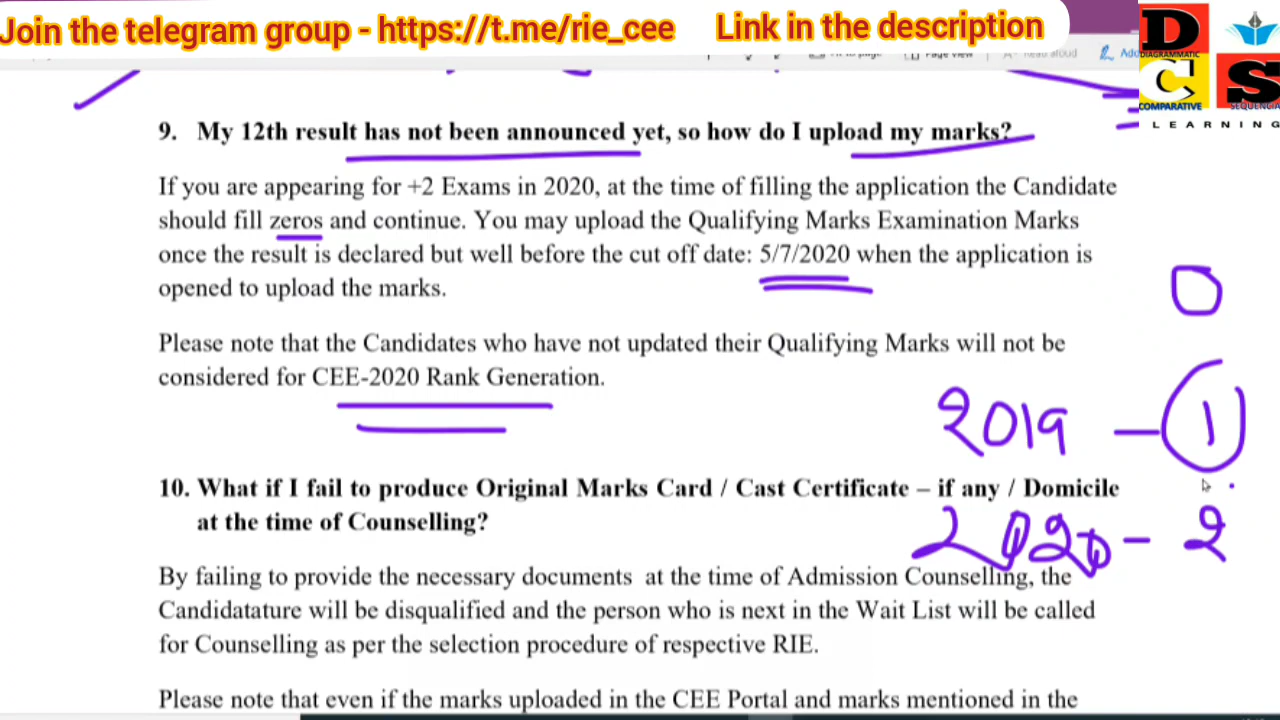 Join the telegram group - https://t.me/rie_cee Link in the description
Page view Read aloud
DIAGRAMMATIC
COMPARATIVE
SEQUENCIA
LEARNING
9. My 12th result has not been announced yet, so how do I upload my marks?
If you are appearing for +2 Exams in 2020, at the time of filling the application the Candidate
should fill zeros and continue. You may upload the Qualifying Marks Examination Marks
once the result is declared but well before the cut off date: 5/7/2020 when the application is
opened to upload the marks.
0
Please note that the Candidates who have not updated their Qualifying Marks will not be
considered for CEE-2020 Rank Generation.
2019 - 1
10. What if I fail to produce Original Marks Card / Cast Certificate – if any / Domicile
at the time of Counselling?
2020 - 2
By failing to provide the necessary documents at the time of Admission Counselling, the
Candidatature will be disqualified and the person who is next in the Wait List will be called
for Counselling as per the selection procedure of respective RIE.
Please note that even if the marks uploaded in the CEE Portal and marks mentioned in the